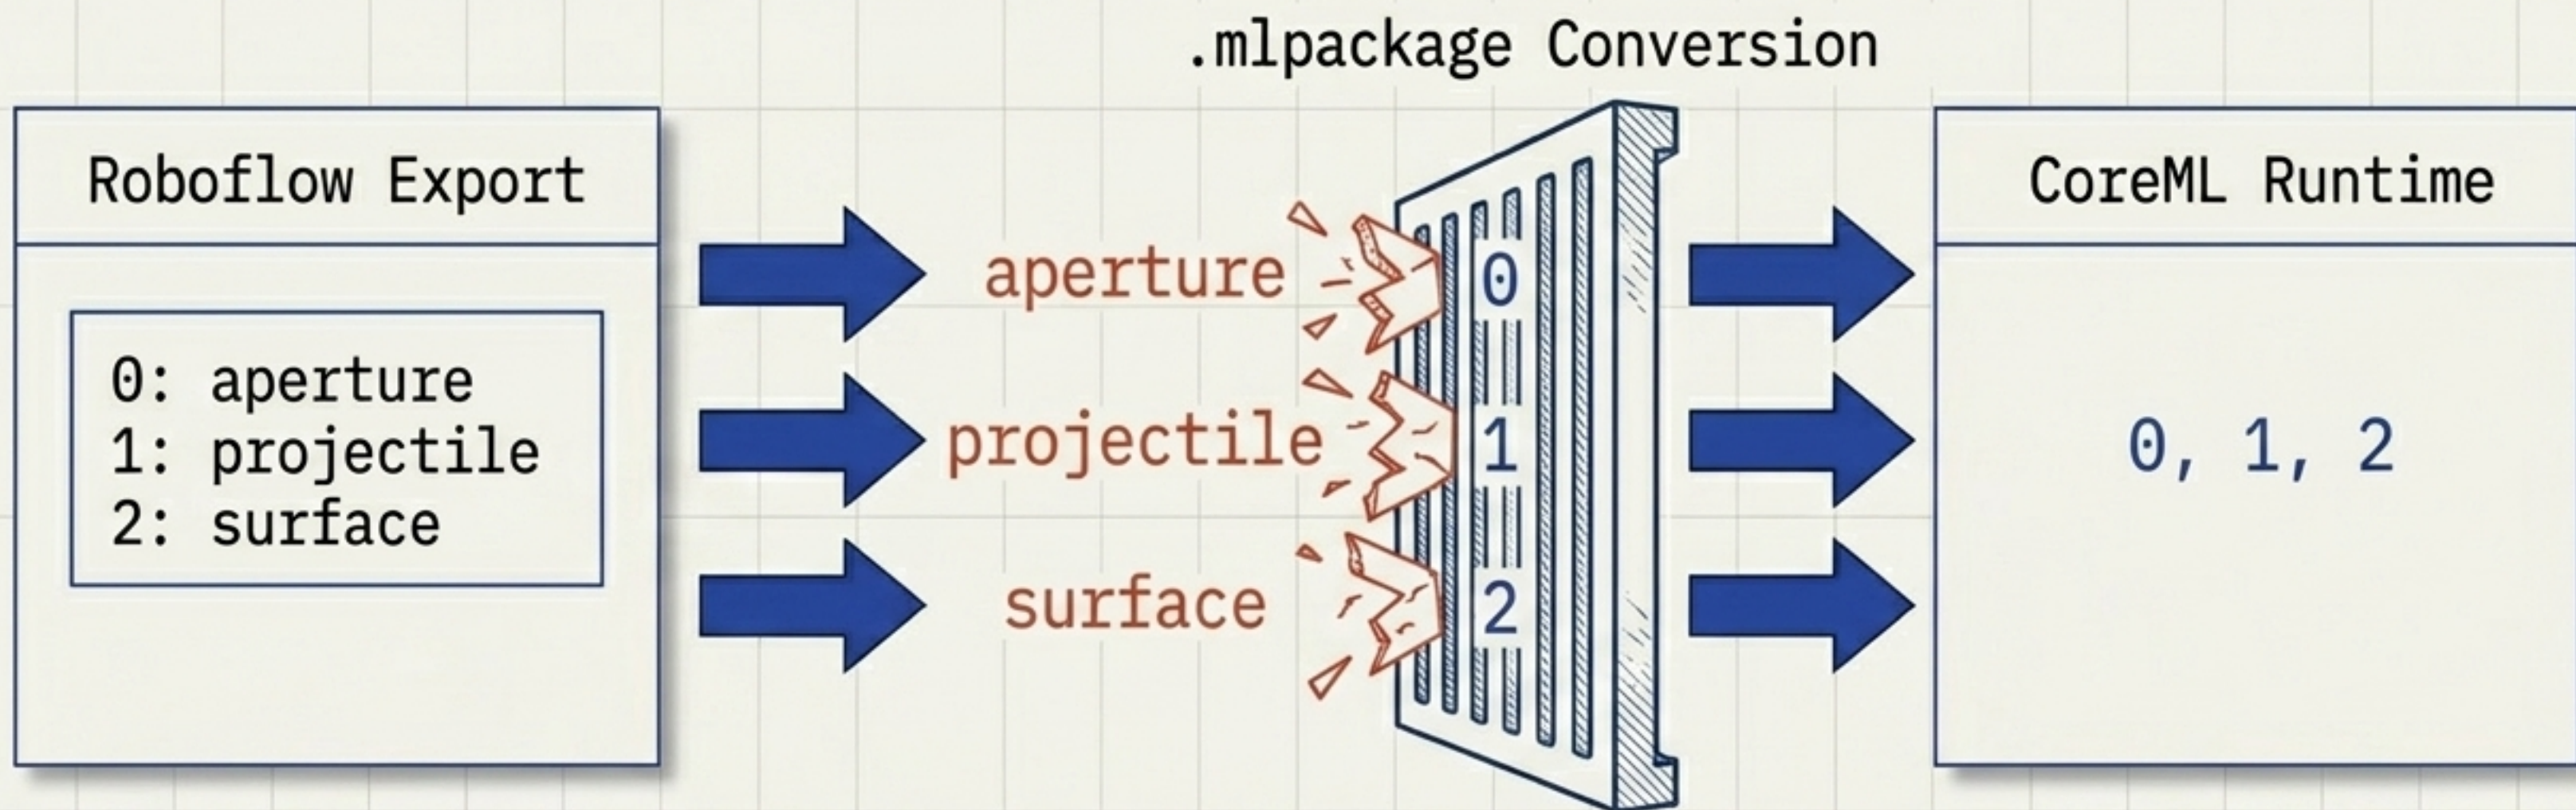 .mlpackage Conversion
Roboflow Export
0: aperture
1: projectile
2: surface
aperture
projectile
surface
0
1
2
CoreML Runtime
0, 1, 2